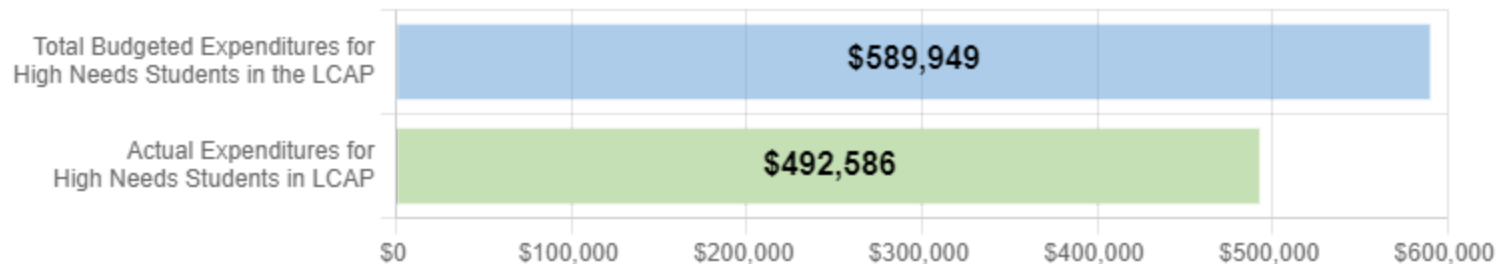 Total Budgeted Expenditures for
High Needs Students in the LCAP
$589,949
Actual Expenditures for
High Needs Students in LCAP
$492,586
$0 $100,000 $200,000 $300,000 $400,000 $500,000 $600,000